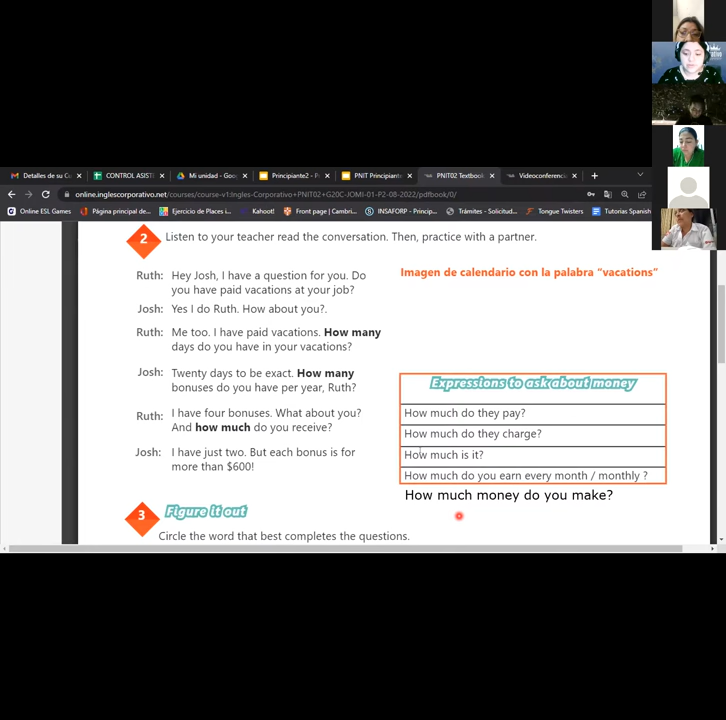 Detalles de su Cu
CONTROL ASIST
Mi unidad - Goog
Principiante2 - P
PNIT Principiante
PNIT02 Textbook
Videoconferencia
online.inglescorporativo.net/courses/course-v1:Ingles-Corporativo+PNIT02+G20C-JOMI-01-P2-08-2022/pdfbook/0/
Online ESL Games
Página principal de...
Ejercicio de Places i...
Kahoot!
Front page | Cambri...
INSAFORP - Princip...
Trámites - Solicitud...
Tongue Twisters
Tutorias Spanish
2
Listen to your teacher read the conversation. Then, practice with a partner.
Ruth: Hey Josh, I have a question for you. Do
you have paid vacations at your job?
Josh: Yes I do Ruth. How about you?.
Ruth: Me too. I have paid vacations. How many
days do you have in your vacations?
Josh: Twenty days to be exact. How many
bonuses do you have per year, Ruth?
Ruth: I have four bonuses. What about you?
And how much do you receive?
Josh: I have just two. But each bonus is for
more than $600!
Imagen de calendario con la palabra “vacations”
Expressions to ask about money
How much do they pay?
How much do they charge?
How much is it?
How much do you earn every month / monthly ?
How much money do you make?
3
Figure it out
Circle the word that best completes the questions.